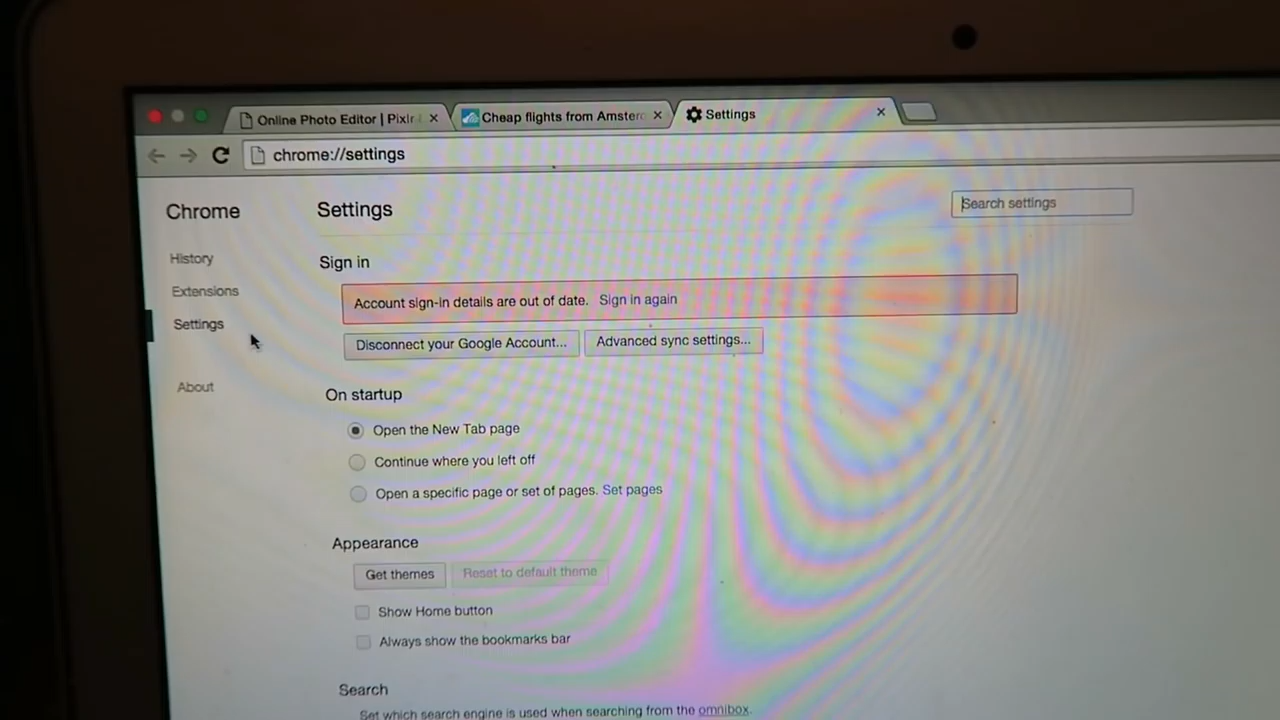 Online Photo Editor | Pixlr
Cheap flights from Amster
Settings
chrome://settings
Chrome
Settings
Search settings
History
Extensions
Settings
About
Sign in
Account sign-in details are out of date. Sign in again
Disconnect your Google Account...
Advanced sync settings...
On startup
Open the New Tab page
Continue where you left off
Open a specific page or set of pages. Set pages
Appearance
Get themes
Reset to default theme
Show Home button
Always show the bookmarks bar
Search
Set which search engine is used when searching from the omnibox.